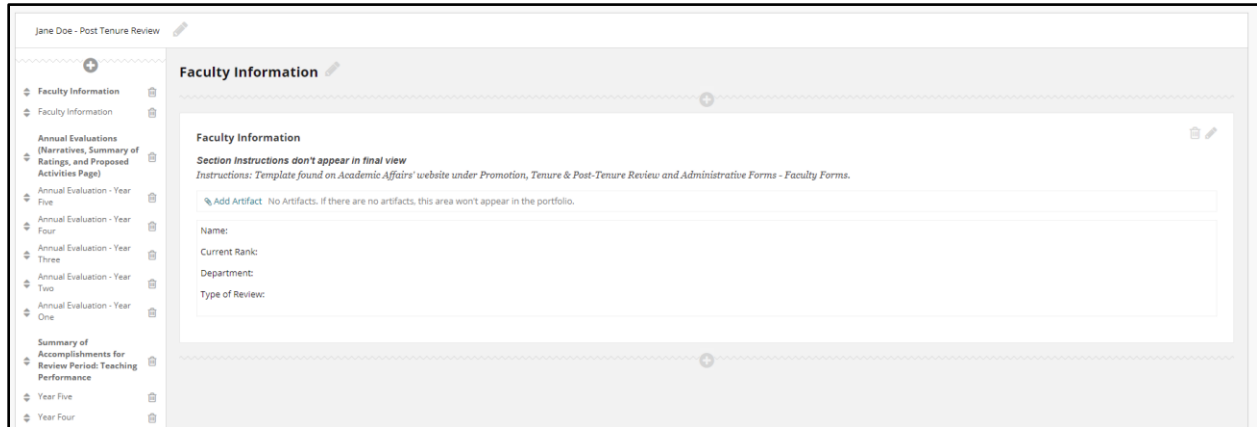 Jane Doe - Post Tenure Review
Faculty Information
Faculty Information
Annual Evaluations
(Narratives, Summary of
Ratings, and Proposed
Activities Page)
Annual Evaluation - Year
Five
Annual Evaluation - Year
Four
Annual Evaluation - Year
Three
Annual Evaluation - Year
Two
Annual Evaluation - Year
One
Summary of
Accomplishments for
Review Period: Teaching
Performance
Year Five
Year Four
Faculty Information
Faculty Information
Section Instructions don't appear in final view
Instructions: Template found on Academic Affairs' website under Promotion, Tenure & Post-Tenure Review and Administrative Forms - Faculty Forms.
Add Artifact No Artifacts. If there are no artifacts, this area won't appear in the portfolio.
Name:
Current Rank:
Department:
Type of Review: